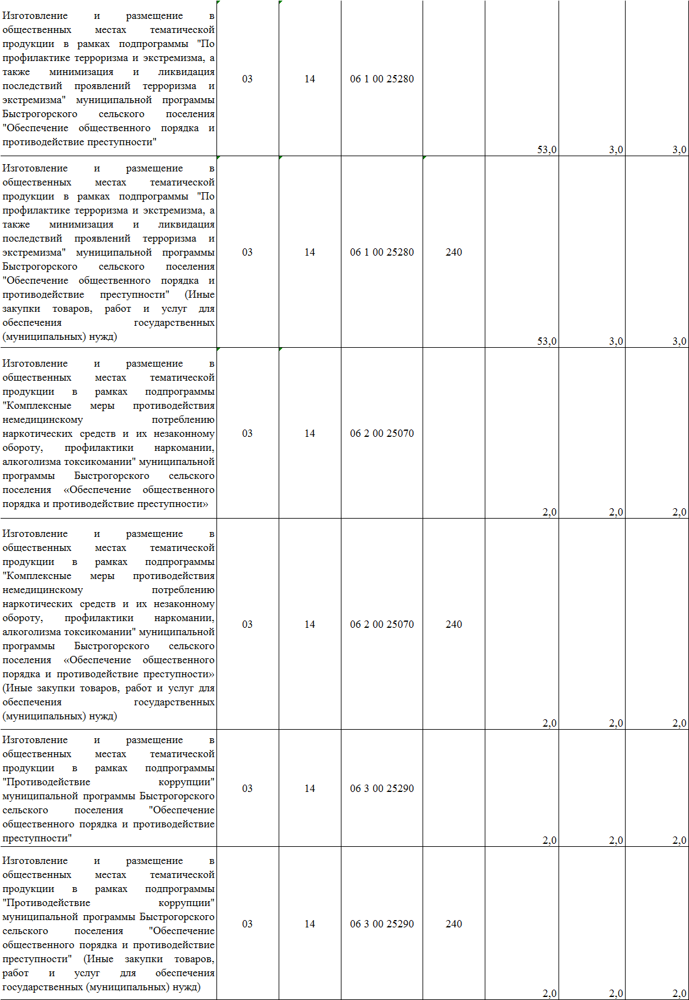 Изготовление и размещение в
общественных местах тематической
продукции в рамках подпрограммы "По
профилактике терроризма и экстремизма, а
также минимизация и ликвидация
последствий проявлений терроризма и
экстремизма" муниципальной программы
Быстрогорского сельского поселения
"Обеспечение общественного порядка и
противодействие преступности"
03 14 06 1 00 25280
53,0 3,0 3,0
Изготовление и размещение в
общественных местах тематической
продукции в рамках подпрограммы "По
профилактике терроризма и экстремизма, а
также минимизация и ликвидация
последствий проявлений терроризма и
экстремизма" муниципальной программы
Быстрогорского сельского поселения
"Обеспечение общественного порядка и
противодействие преступности" (Иные
закупки товаров, работ и услуг для
обеспечения государственных
(муниципальных) нужд)
03 14 06 1 00 25280 240
53,0 3,0 3,0
Изготовление и размещение в
общественных местах тематической
продукции в рамках подпрограммы
"Комплексные меры противодействия
немедицинскому потреблению
наркотических средств и их незаконному
обороту, профилактики наркомании,
алкоголизма токсикомании" муниципальной
программы Быстрогорского сельского
поселения «Обеспечение общественного
порядка и противодействие преступности»
03 14 06 2 00 25070
2,0 2,0 2,0
Изготовление и размещение в
общественных местах тематической
продукции в рамках подпрограммы
"Комплексные меры противодействия
немедицинскому потреблению
наркотических средств и их незаконному
обороту, профилактики наркомании,
алкоголизма токсикомании" муниципальной
программы Быстрогорского сельского
поселения «Обеспечение общественного
порядка и противодействие преступности»
(Иные закупки товаров, работ и услуг для
обеспечения государственных
(муниципальных) нужд)
03 14 06 2 00 25070 240
2,0 2,0 2,0
Изготовление и размещение в
общественных местах тематической
продукции в рамках подпрограммы
"Противодействие коррупции"
муниципальной программы Быстрогорского
сельского поселения "Обеспечение
общественного порядка и противодействие
преступности"
03 14 06 3 00 25290
2,0 2,0 2,0
Изготовление и размещение в
общественных местах тематической
продукции в рамках подпрограммы
"Противодействие коррупции"
муниципальной программы Быстрогорского
сельского поселения "Обеспечение
общественного порядка и противодействие
преступности" (Иные закупки товаров,
работ и услуг для обеспечения
государственных (муниципальных) нужд)
03 14 06 3 00 25290 240
2,0 2,0 2,0